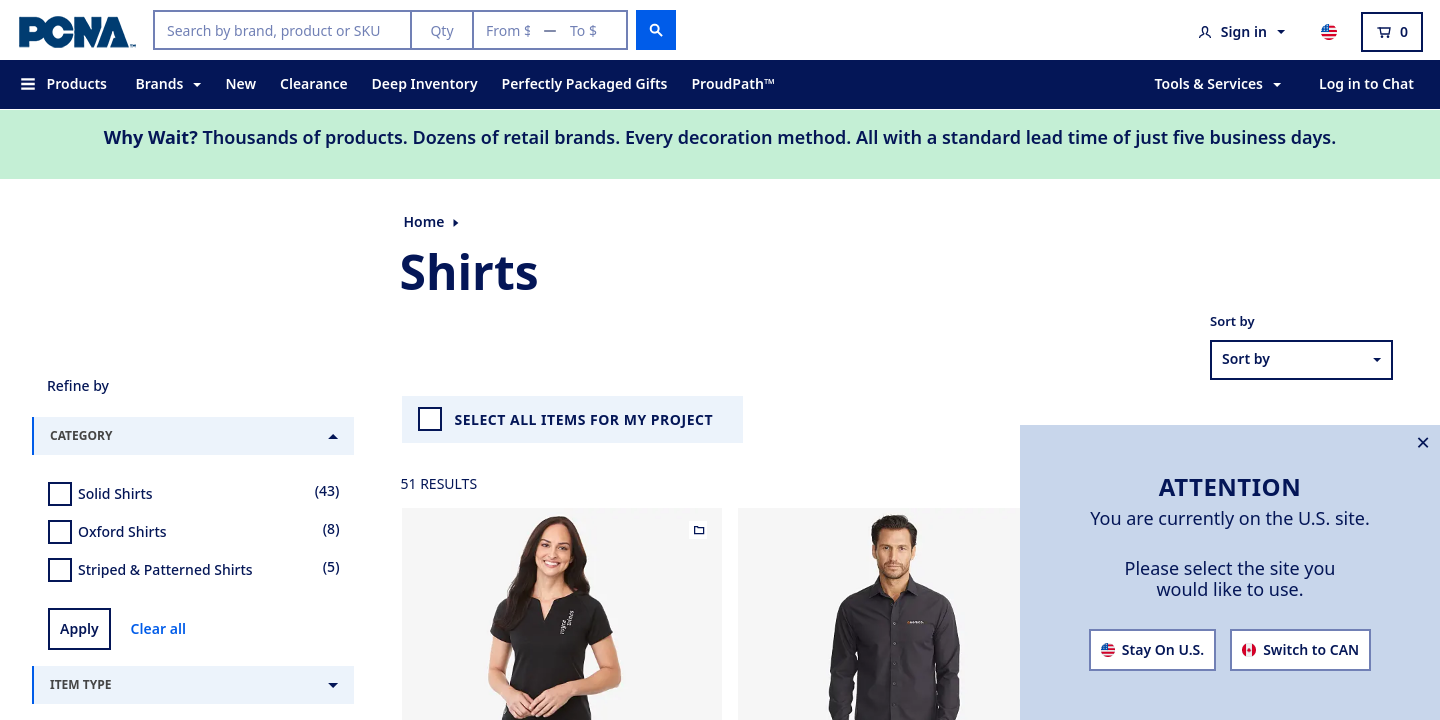 PCNA™ Search by brand, product or SKU Qty From $ — To $ Sign in 0
Products Brands New Clearance Deep Inventory Perfectly Packaged Gifts ProudPath™ Tools & Services Log in to Chat
Why Wait? Thousands of products. Dozens of retail brands. Every decoration method. All with a standard lead time of just five business days.
Home
Shirts
Sort by
Sort by
Refine by
SELECT ALL ITEMS FOR MY PROJECT
CATEGORY
Solid Shirts (43)
Oxford Shirts (8)
Striped & Patterned Shirts (5)
Apply Clear all
ITEM TYPE
51 RESULTS
ATTENTION
You are currently on the U.S. site.
Please select the site you
would like to use.
Stay On U.S. Switch to CAN